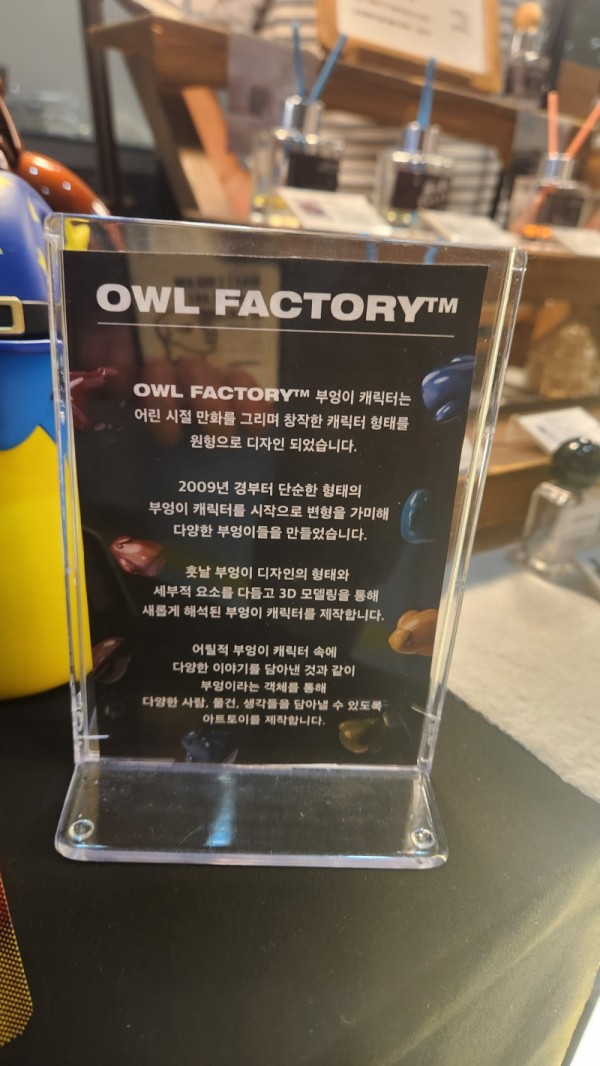 OWL FACTORY™
OWL FACTORY™ 부엉이 캐릭터는
어린 시절 만화를 그리며 창작한 캐릭터 형태를
원형으로 디자인 되었습니다.
2009년 경부터 단순한 형태의
부엉이 캐릭터를 시작으로 변형을 가미해
다양한 부엉이들을 만들었습니다.
훗날 부엉이 디자인의 형태와
세부적 요소를 다듬고 3D 모델링을 통해
새롭게 해석된 부엉이 캐릭터를 제작합니다.
어릴적 부엉이 캐릭터 속에
다양한 이야기를 담아낸 것과 같이
부엉이라는 객체를 통해
다양한 사람, 물건, 생각들을 담아낼 수 있도록
아트토이를 제작합니다.